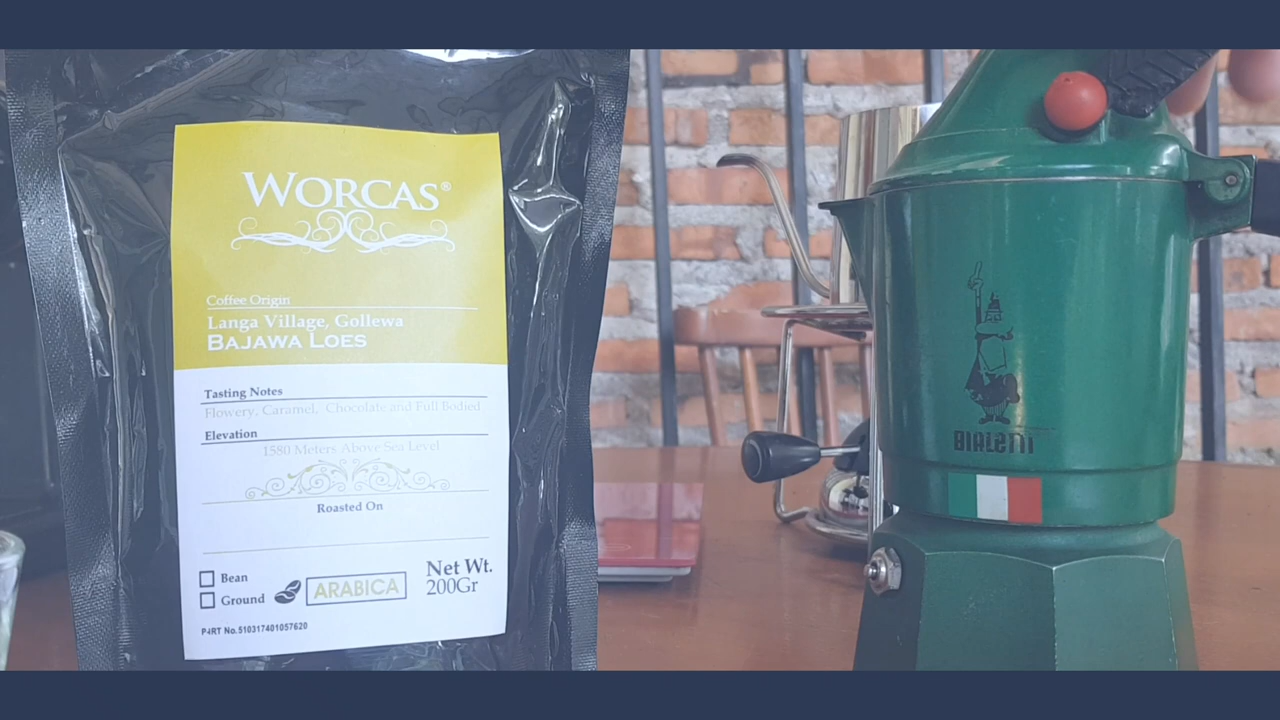 WORCAS®
Coffee Origin
Langa Village, Gollewa
BAJAWA LOES
Tasting Notes
Flowery, Caramel, Chocolate and Full Bodied
Elevation
1580 Meters Above Sea Level
Roasted On
Bean
Ground
ARABICA
Net Wt.
200Gr
P-IRT No.510317401057620
BIALETTI